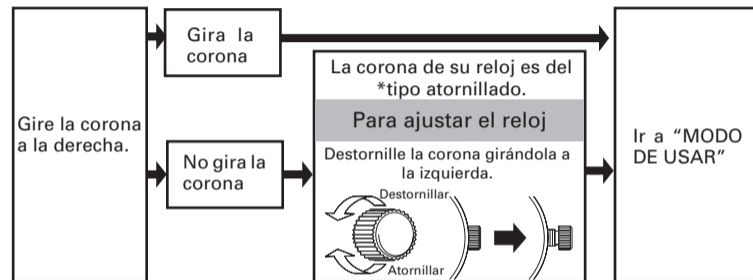 Gire la corona
a la derecha.
Gira la
corona
No gira la
corona
La corona de su reloj es del
*tipo atornillado.
Para ajustar el reloj
Destornille la corona girándola a
la izquierda.
Destornillar
Atornillar
Ir a “MODO
DE USAR”